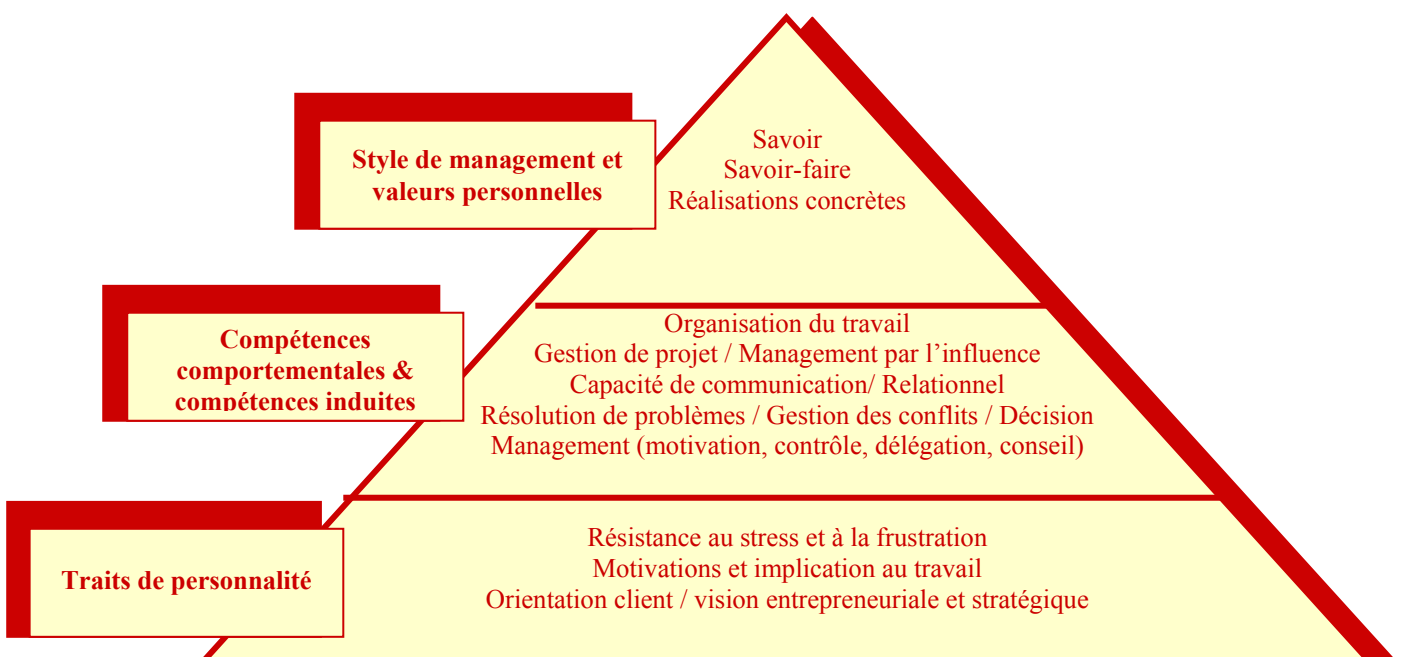 Style de management et
valeurs personnelles
Savoir
Savoir-faire
Réalisations concrètes
Compétences
comportementales &
compétences induites
Organisation du travail
Gestion de projet / Management par l’influence
Capacité de communication/ Relationnel
Résolution de problèmes / Gestion des conflits / Décision
Management (motivation, contrôle, délégation, conseil)
Traits de personnalité
Résistance au stress et à la frustration
Motivations et implication au travail
Orientation client / vision entrepreneuriale et stratégique